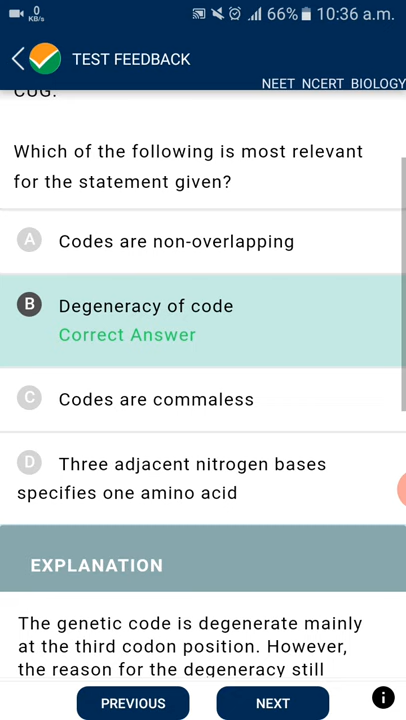 0
KB/s
66% 10:36 a.m.
TEST FEEDBACK
NEET NCERT BIOLOGY
CUG.
Which of the following is most relevant
for the statement given?
A Codes are non-overlapping
B Degeneracy of code
Correct Answer
C Codes are commaless
D Three adjacent nitrogen bases
specifies one amino acid
EXPLANATION
The genetic code is degenerate mainly
at the third codon position. However,
the reason for the degeneracy still
PREVIOUS NEXT
i